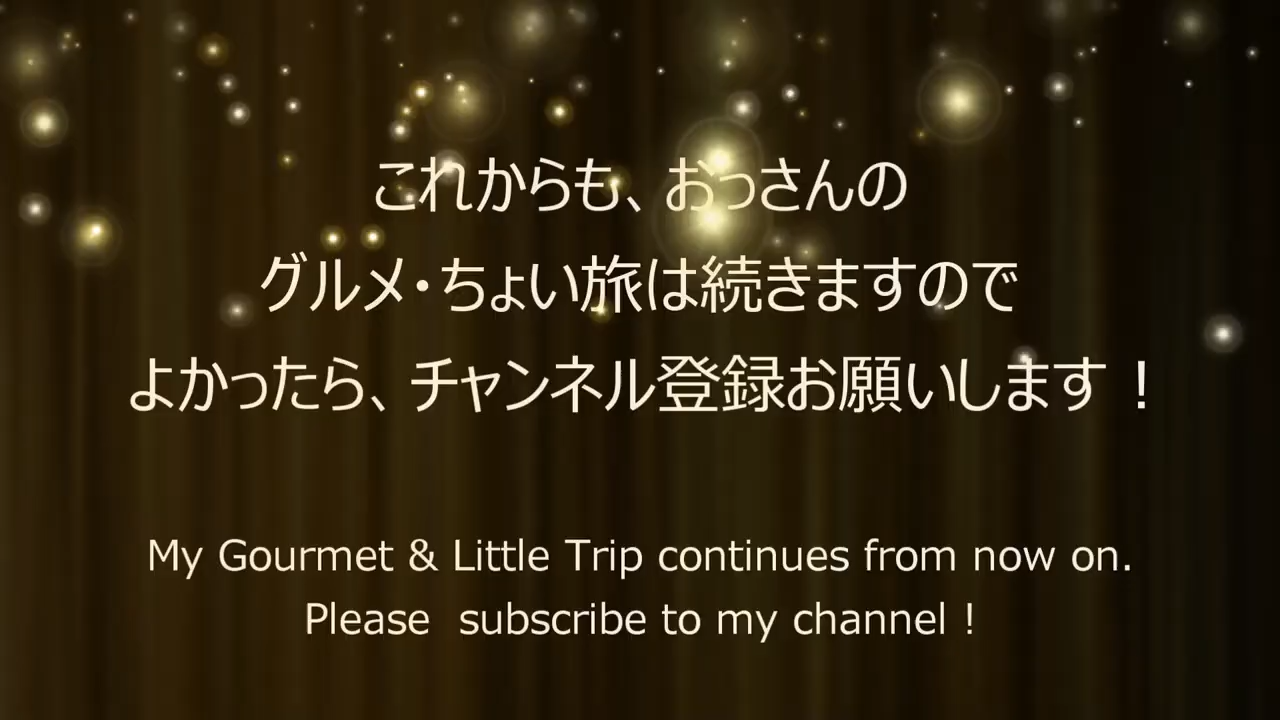 これからも、おっさんの
グルメ・ちょい旅は続きますので
よかったら、チャンネル登録お願いします！
My Gourmet & Little Trip continues from now on.
Please  subscribe to my channel !